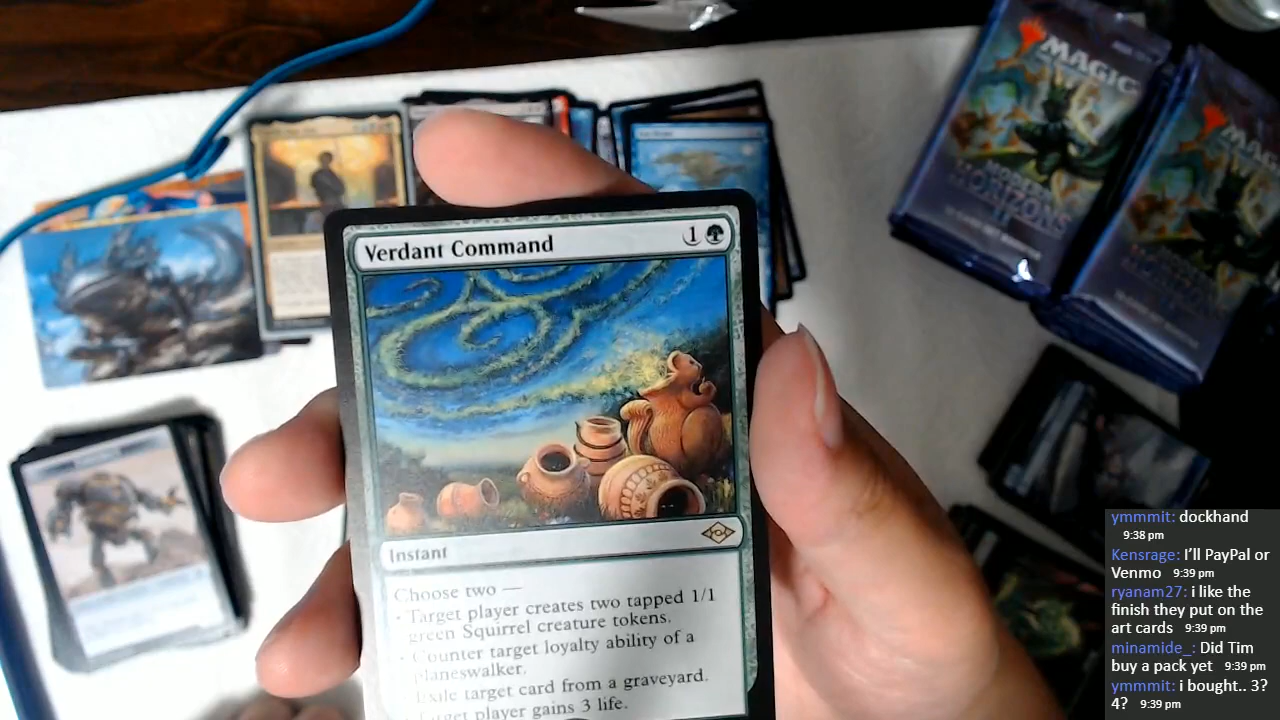 MAGIC
MODERN
HORIZONS
MAGIC
HORIZONS
Verdant Command 1
Instant
Choose two —
• Target player creates two tapped 1/1
green Squirrel creature tokens.
• Counter target loyalty ability of a
planeswalker.
Exile target card from a graveyard.
Target player gains 3 life.
ymmmit: dockhand
9:38 pm
Kensrage: I'll PayPal or
Venmo 9:39 pm
ryanam27: i like the
finish they put on the
art cards 9:39 pm
minamide_: Did Tim
buy a pack yet 9:39 pm
ymmmit: i bought.. 3?
4? 9:39 pm